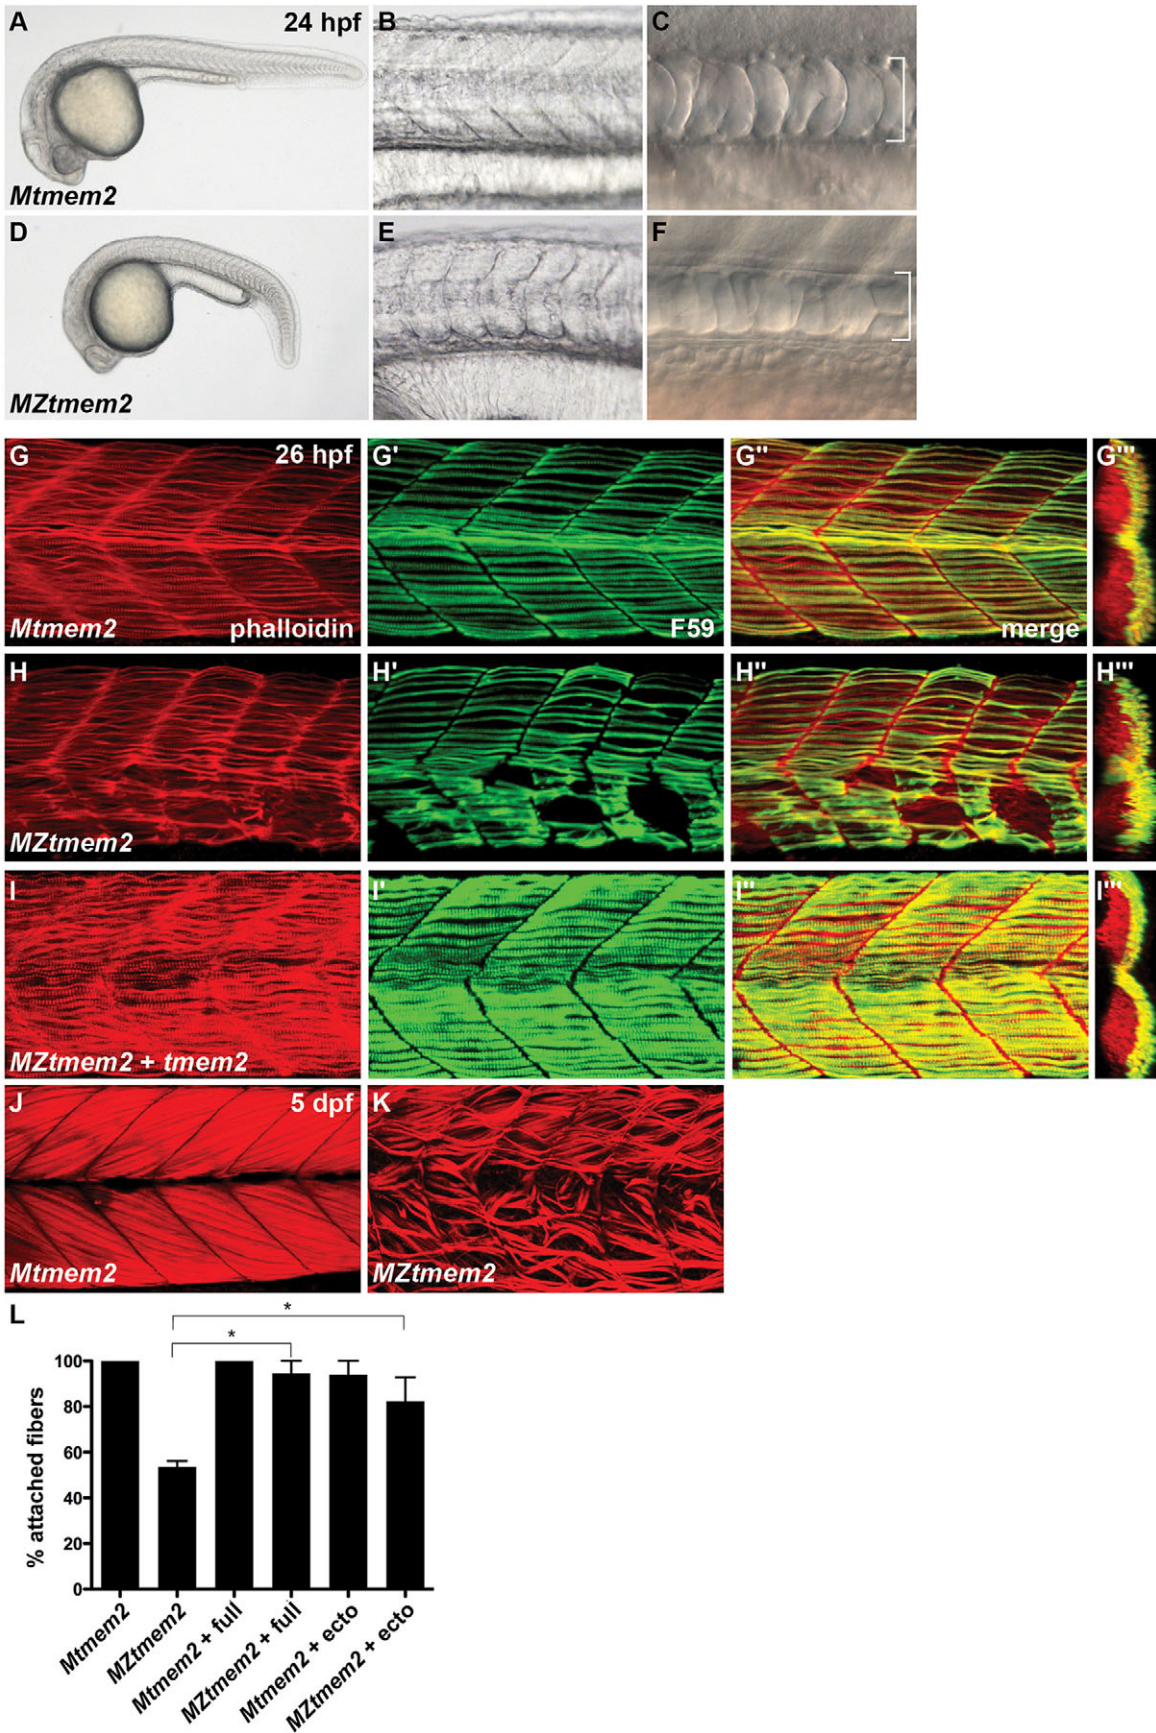 A 24 hpf B C
Mtmem2
D E F
MZtmem2
G 26 hpf G' G" G"'
Mtmem2 phalloidin F59 merge
H H' H" H"'
MZtmem2
I I' I" I"'
MZtmem2 + tmem2
J 5 dpf K
Mtmem2 MZtmem2
L
*
*
% attached fibers
100
80
60
40
20
0
Mtmem2
MZtmem2
Mtmem2 + full
MZtmem2 + full
Mtmem2 + ecto
MZtmem2 + ecto